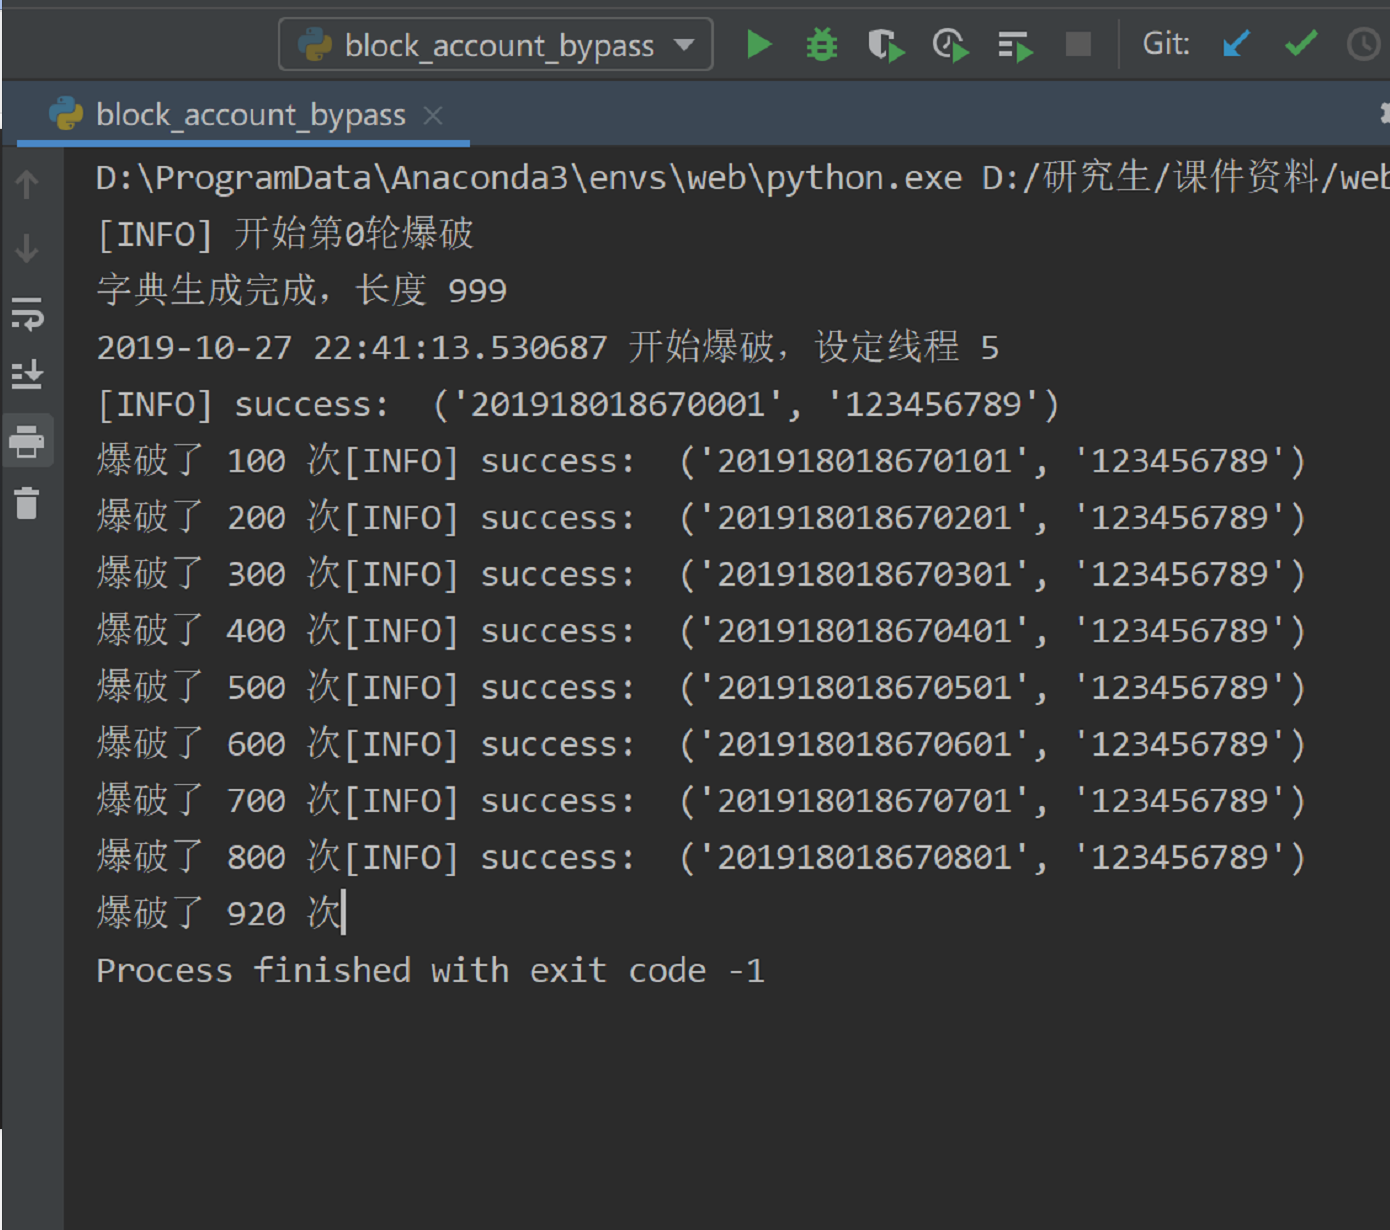 block_account_bypass
Git:
block_account_bypass
D:\ProgramData\Anaconda3\envs\web\python.exe D:/研究生/课件资料/web
[INFO] 开始第0轮爆破
字典生成完成，长度 999
2019-10-27 22:41:13.530687 开始爆破，设定线程 5
[INFO] success:  ('201918018670001', '123456789')
爆破了 100 次[INFO] success:  ('201918018670101', '123456789')
爆破了 200 次[INFO] success:  ('201918018670201', '123456789')
爆破了 300 次[INFO] success:  ('201918018670301', '123456789')
爆破了 400 次[INFO] success:  ('201918018670401', '123456789')
爆破了 500 次[INFO] success:  ('201918018670501', '123456789')
爆破了 600 次[INFO] success:  ('201918018670601', '123456789')
爆破了 700 次[INFO] success:  ('201918018670701', '123456789')
爆破了 800 次[INFO] success:  ('201918018670801', '123456789')
爆破了 920 次
Process finished with exit code -1